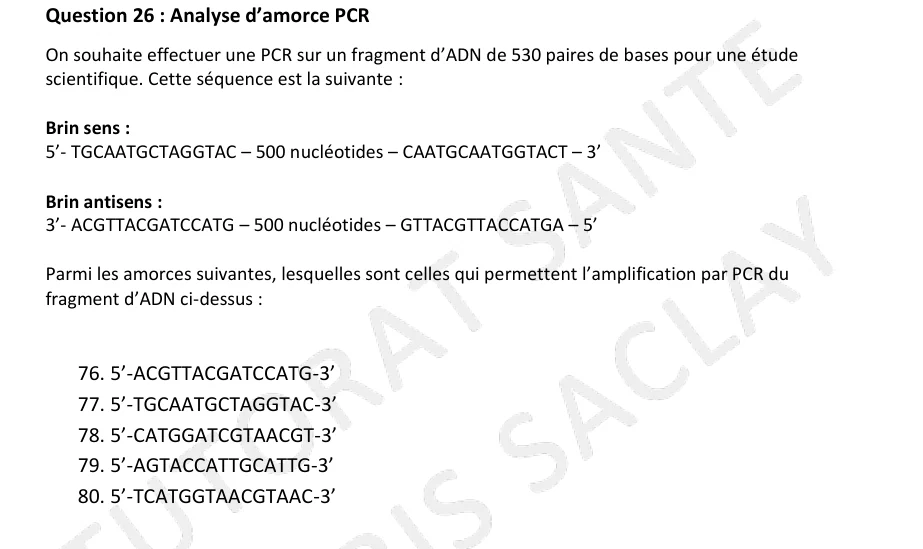 Question 26 : Analyse d’amorce PCR
On souhaite effectuer une PCR sur un fragment d’ADN de 530 paires de bases pour une étude
scientifique. Cette séquence est la suivante :
Brin sens :
5’- TGCAATGCTAGGTAC – 500 nucléotides – CAATGCAATGGTACT – 3’
Brin antisens :
3’- ACGTTACGATCCATG – 500 nucléotides – GTTACGTTACCATGA – 5’
Parmi les amorces suivantes, lesquelles sont celles qui permettent l’amplification par PCR du
fragment d’ADN ci-dessus :
76. 5’-ACGTTACGATCCATG-3’
77. 5’-TGCAATGCTAGGTAC-3’
78. 5’-CATGGATCGTAACGT-3’
79. 5’-AGTACCATTGCATTG-3’
80. 5’-TCATGGTAACGTAAC-3’
TUTORAT SANTE
PARIS SACLAY